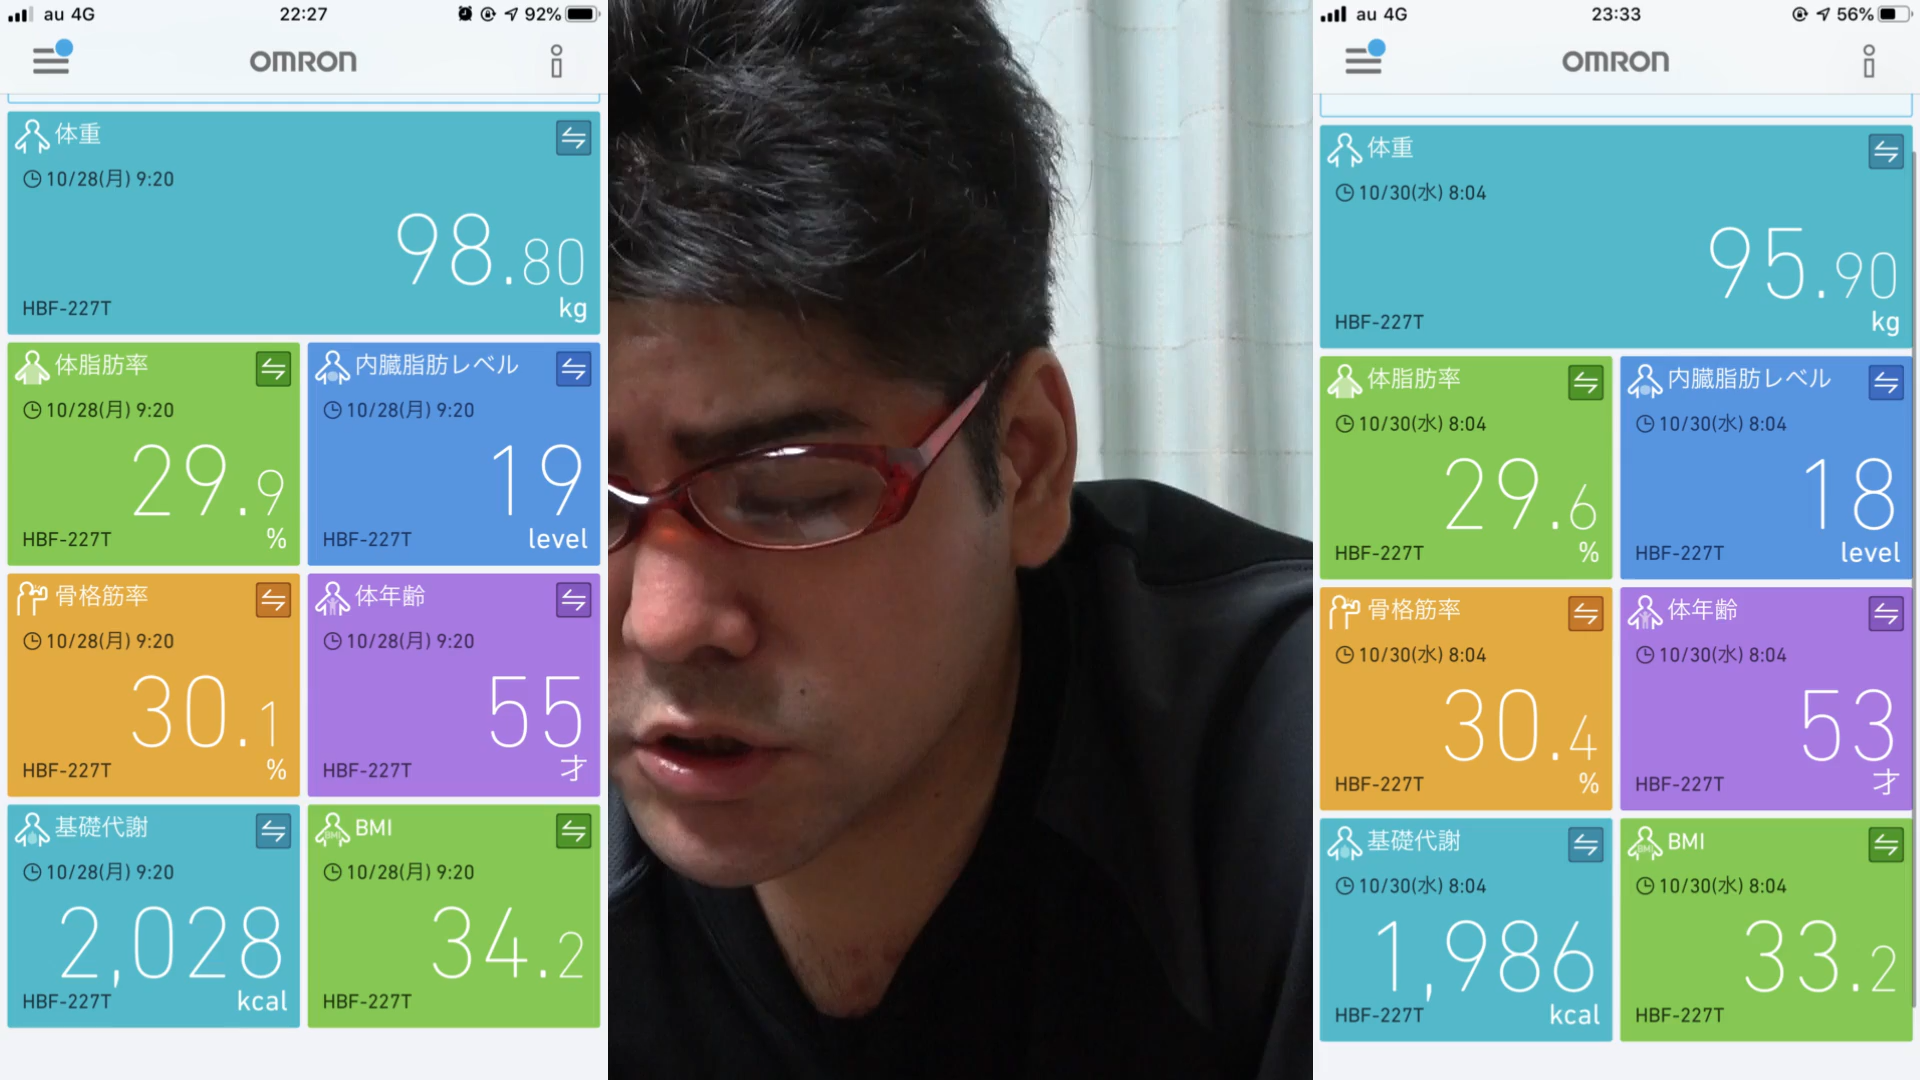 au 4G 22:27 92%
OMRON
体重
10/28(月) 9:20
98.80
HBF-227T kg
体脂肪率
10/28(月) 9:20
29.9
HBF-227T %
内臓脂肪レベル
10/28(月) 9:20
19
HBF-227T level
骨格筋率
10/28(月) 9:20
30.1
HBF-227T %
体年齢
10/28(月) 9:20
55
HBF-227T 才
基礎代謝
10/28(月) 9:20
2,028
HBF-227T kcal
BMI
10/28(月) 9:20
34.2
HBF-227T
au 4G 23:33 56%
OMRON
体重
10/30(水) 8:04
95.90
HBF-227T kg
体脂肪率
10/30(水) 8:04
29.6
HBF-227T %
内臓脂肪レベル
10/30(水) 8:04
18
HBF-227T level
骨格筋率
10/30(水) 8:04
30.4
HBF-227T %
体年齢
10/30(水) 8:04
53
HBF-227T 才
基礎代謝
10/30(水) 8:04
1,986
HBF-227T kcal
BMI
10/30(水) 8:04
33.2
HBF-227T